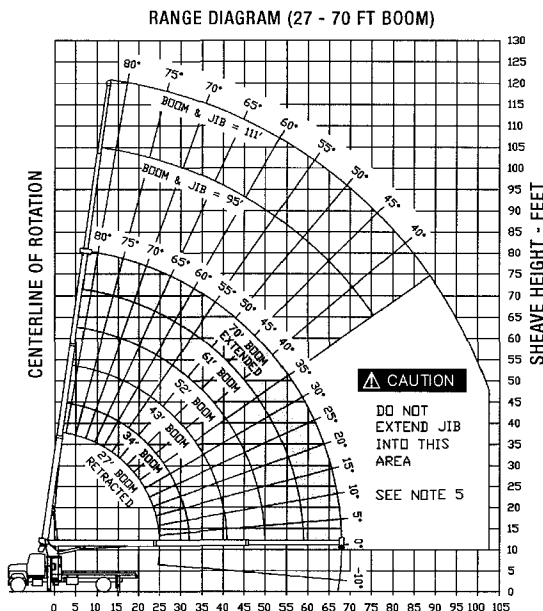 RANGE DIAGRAM (27 - 70 FT BOOM)
130
125
120
115
110
105
100
95
90
85
80
75
70
65
60
55
50
45
40
35
30
25
20
15
10
5
0
SHEAVE HEIGHT - FEET
CENTERLINE OF ROTATION
80°
75°
70°
65°
60°
55°
50°
45°
40°
BOOM & JIB = 111'
BOOM & JIB = 95'
80°
75°
70°
65°
60°
55°
50°
45°
40°
35°
30°
25°
20°
15°
10°
5°
0°
-10°
70' BOOM
EXTENDED
61' BOOM
52' BOOM
43' BOOM
34' BOOM
27' BOOM
RETRACTED
⚠ CAUTION
DO NOT
EXTEND JIB
INTO THIS
AREA
SEE NOTE 5
0 5 10 15 20 25 30 35 40 45 50 55 60 65 70 75 80 85 90 95 100 105